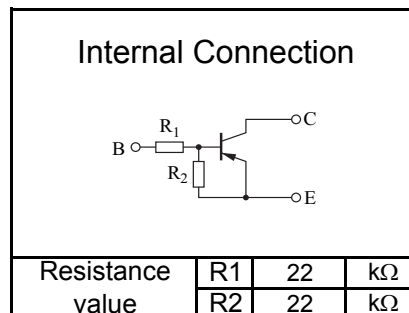 Internal Connection
C
R1
B
R2
E
Resistance value R1 22 kΩ
R2 22 kΩ